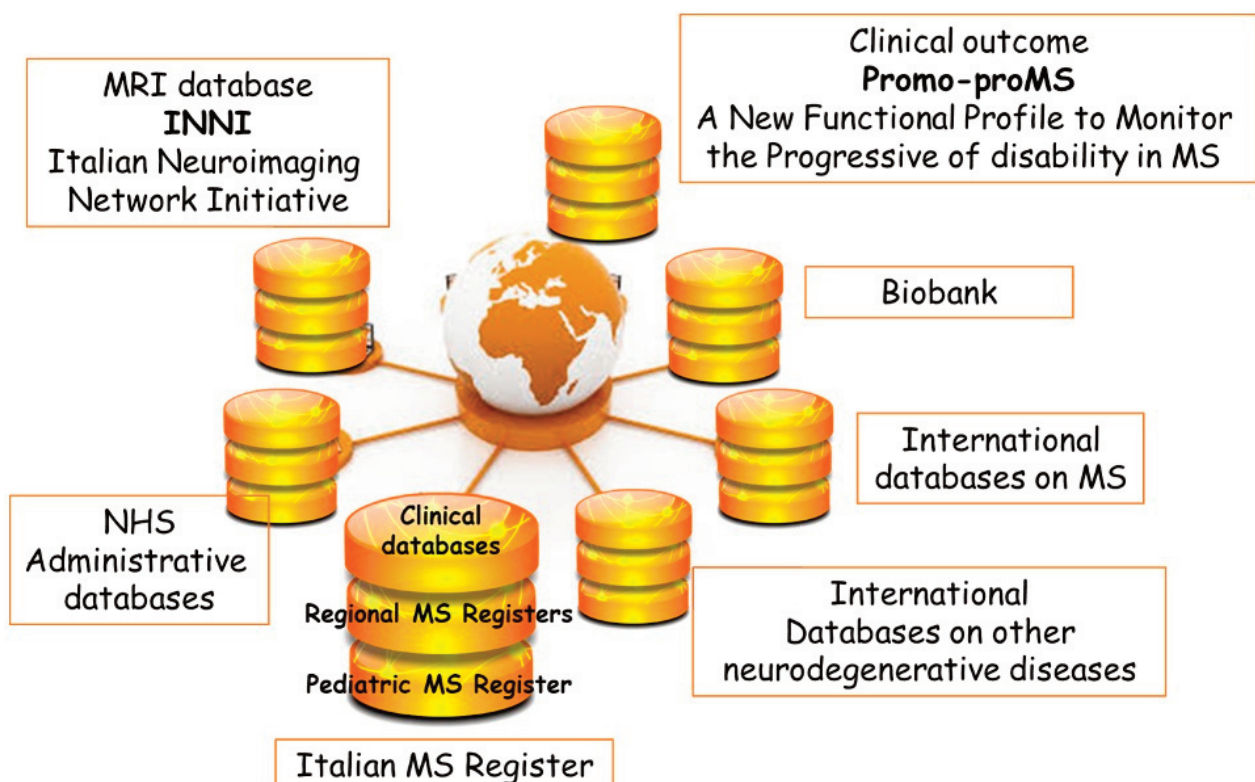 MRI database
INNI
Italian Neuroimaging
Network Initiative
Clinical outcome
Promo-proMS
A New Functional Profile to Monitor
the Progressive of disability in MS
Biobank
International
databases on MS
NHS
Administrative
databases
Clinical
databases
Regional MS Registers
Pediatric MS Register
International
Databases on other
neurodegenerative diseases
Italian MS Register